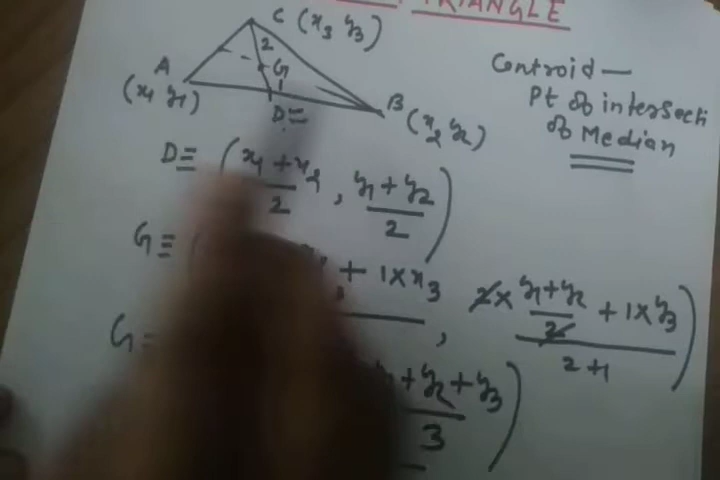 TRIANGLE
C (x₃ y₃)
2
G
1
A
(x₁ y₁)
D≡
B (x₂ y₂)
Centroid —
Pt of intersecti
of Median
D≡ ( x₁ + x₂ / 2 , y₁ + y₂ / 2 )
G≡ + 1 x x₃ , 2 x y₁+y₂ / 2 + 1 x y₃ / 2+1 )
G= + y₂ + y₃ / 3 )